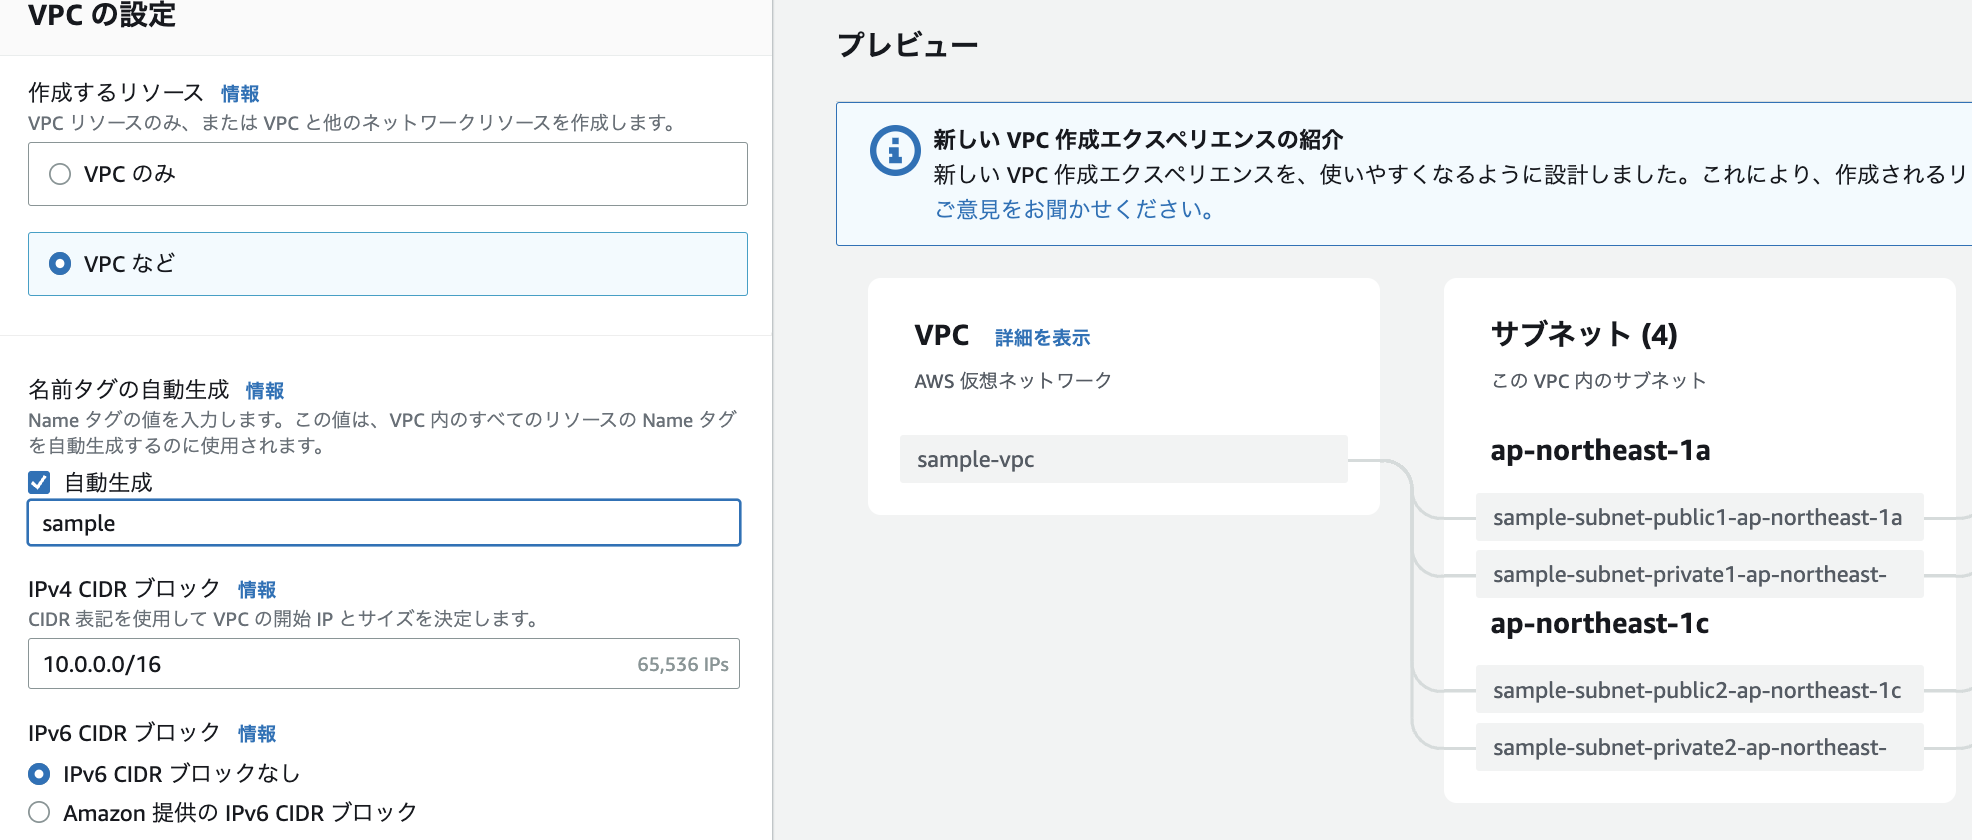 VPC の設定
作成するリソース 情報
VPC リソースのみ、または VPC と他のネットワークリソースを作成します。
VPC のみ
VPC など
名前タグの自動生成 情報
Name タグの値を入力します。この値は、VPC 内のすべてのリソースの Name タグ
を自動生成するのに使用されます。
自動生成
sample
IPv4 CIDR ブロック 情報
CIDR 表記を使用して VPC の開始 IP とサイズを決定します。
10.0.0.0/16 65,536 IPs
IPv6 CIDR ブロック 情報
IPv6 CIDR ブロックなし
Amazon 提供の IPv6 CIDR ブロック
プレビュー
新しい VPC 作成エクスペリエンスの紹介
新しい VPC 作成エクスペリエンスを、使いやすくなるように設計しました。これにより、作成されるリ
ご意見をお聞かせください。
VPC 詳細を表示
AWS 仮想ネットワーク
sample-vpc
サブネット (4)
この VPC 内のサブネット
ap-northeast-1a
sample-subnet-public1-ap-northeast-1a
sample-subnet-private1-ap-northeast-
ap-northeast-1c
sample-subnet-public2-ap-northeast-1c
sample-subnet-private2-ap-northeast-